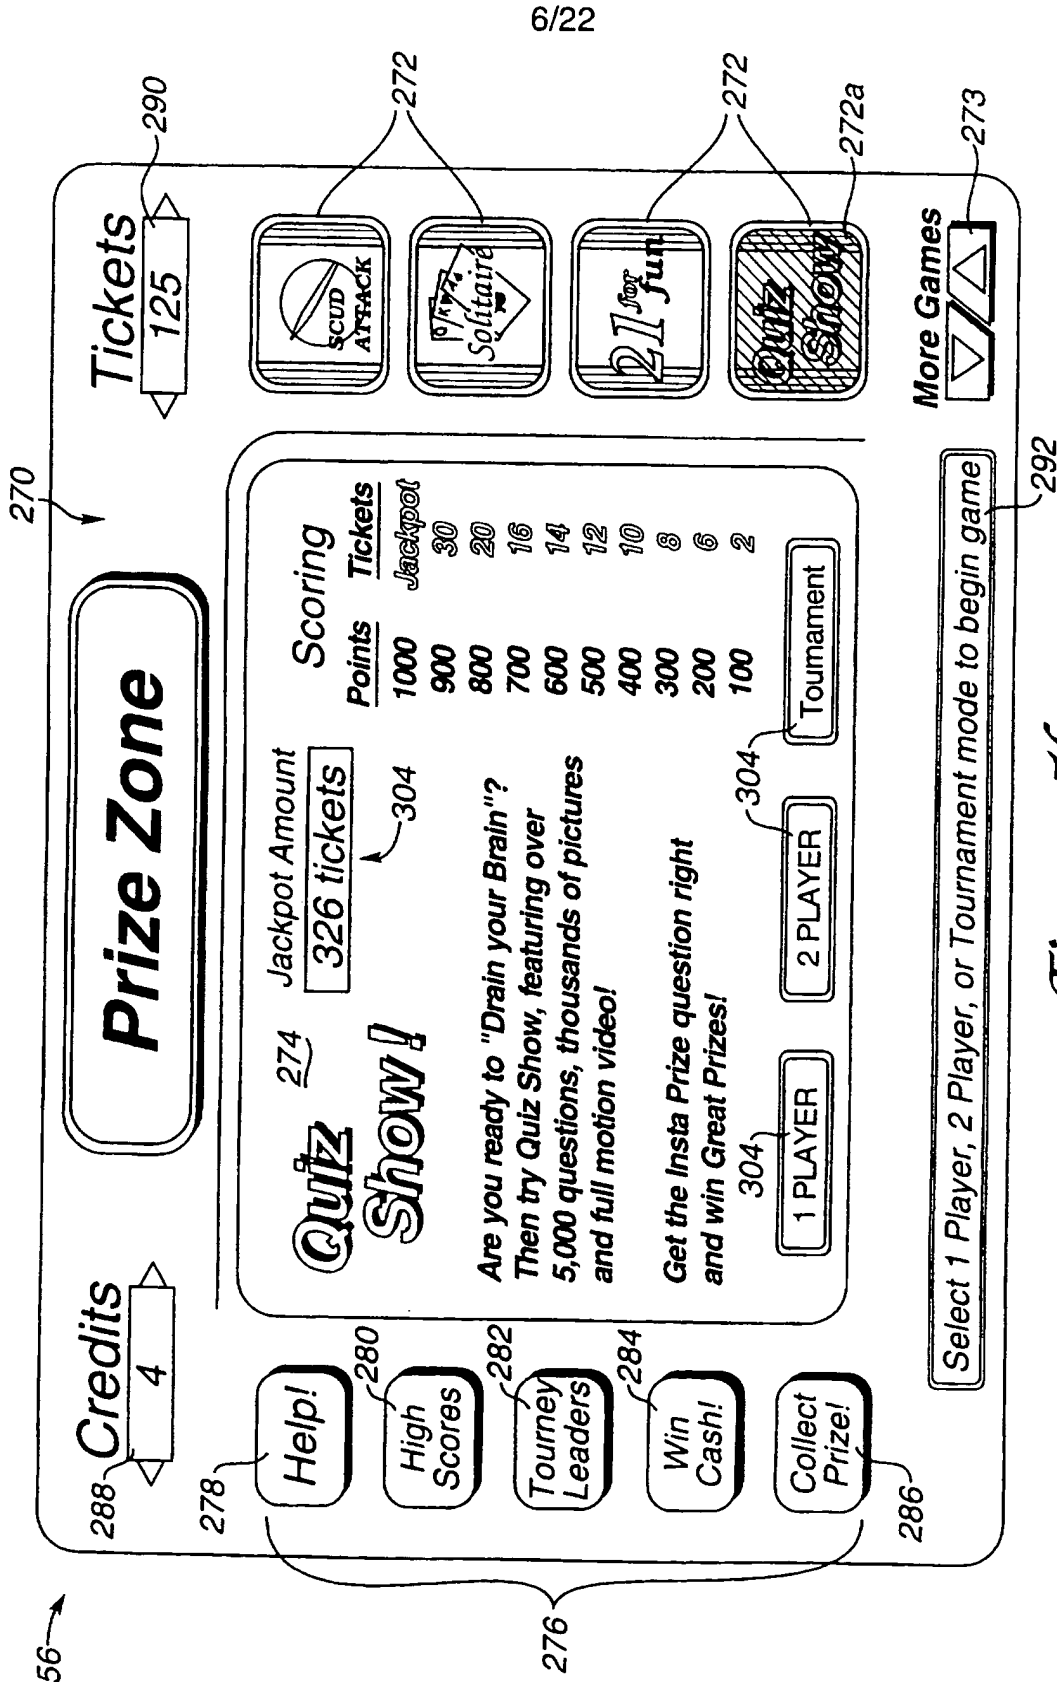 6/22
56
270
Prize Zone
Credits
4
288
Tickets
125
290
278
Help!
280
High
Scores
282
Tourney
Leaders
284
Win
Cash!
Collect
Prize!
286
276
Quiz
Show!
274
Jackpot Amount
326 tickets
304
Scoring
Points Tickets
1000 Jackpot
900 30
800 20
700 16
600 14
500 12
400 10
300 8
200 6
100 2
Are you ready to "Drain your Brain"?
Then try Quiz Show, featuring over
5,000 questions, thousands of pictures
and full motion video!
Get the Insta Prize question right
and win Great Prizes!
304
1 PLAYER
2 PLAYER
304
Tournament
SCUD
ATTACK
272
Solitaire
21 for
fun
272
Quiz
Show
272a
More Games
273
Select 1 Player, 2 Player, or Tournament mode to begin game
292